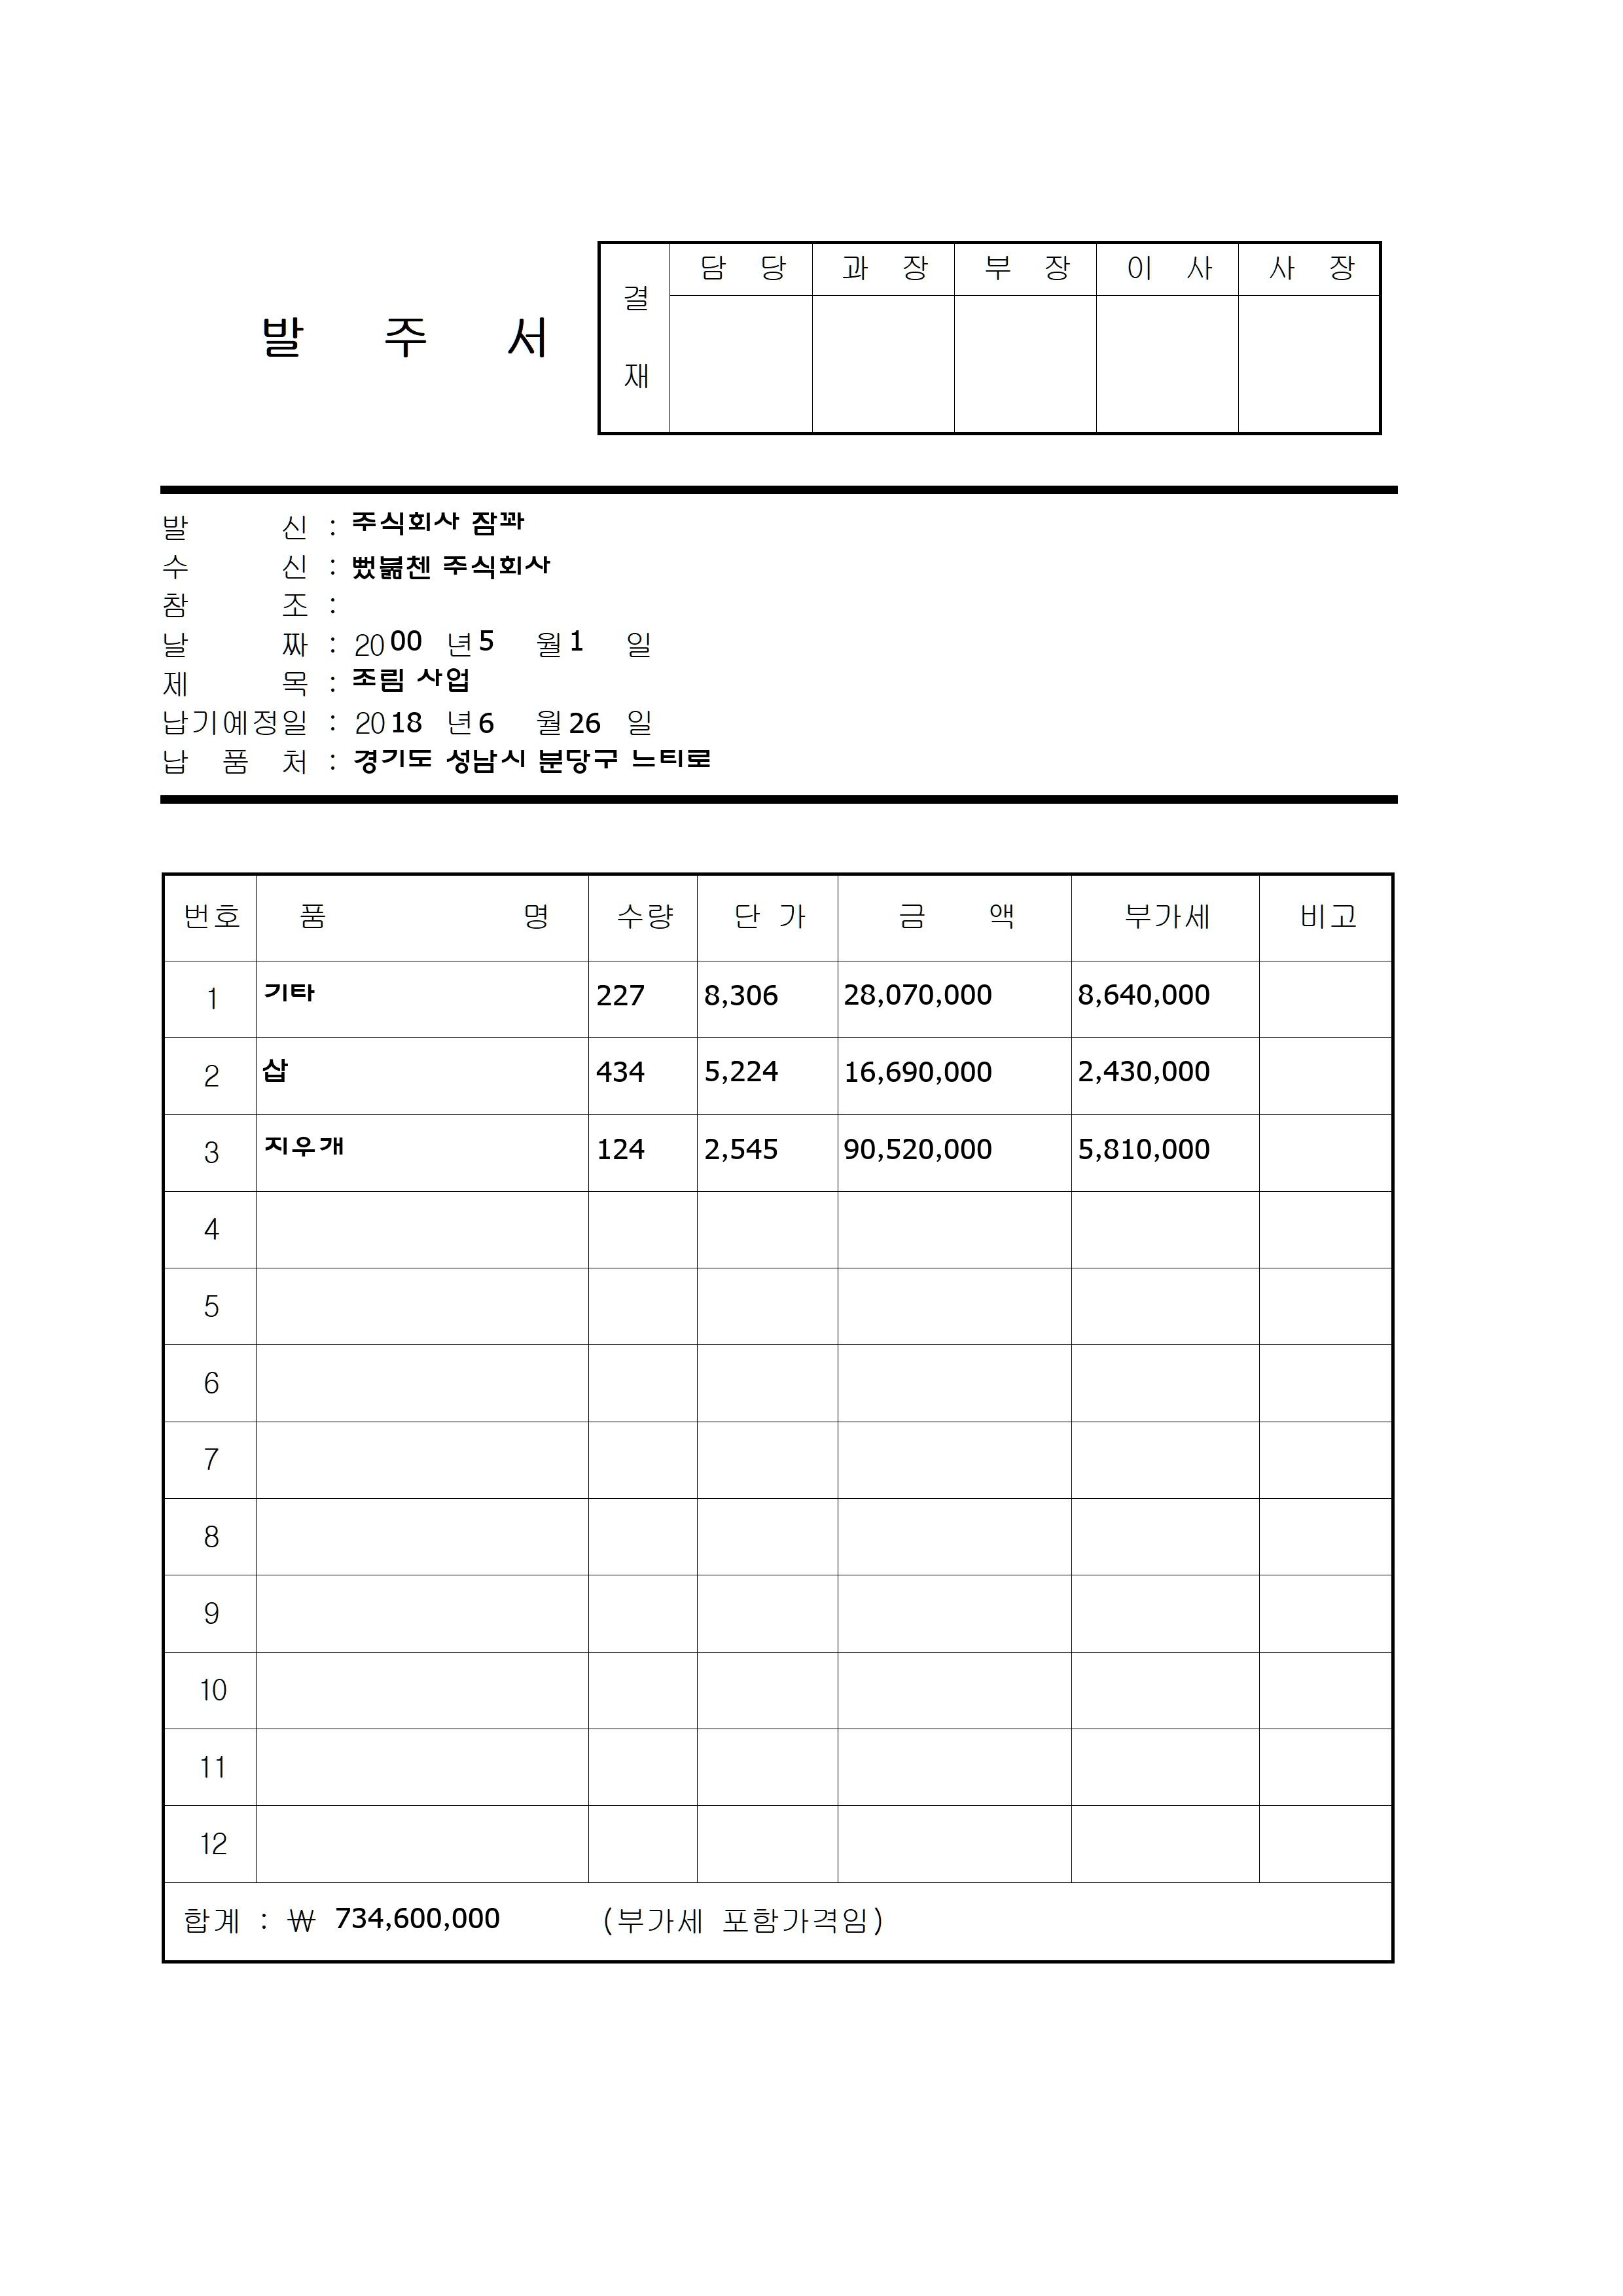 발 주 서
결 재
담 당 과 장 부 장 이 사 사 장
발 신 : 주식회사 잠꽈
수 신 : 뻤붊첸 주식회사
참 조 :
날 짜 : 2000 년 5 월 1 일
제 목 : 조림 사업
납기예정일 : 2018 년 6 월 26 일
납 품 처 : 경기도 성남시 분당구 느티로
번호 품 명 수량 단 가 금 액 부가세 비고
1 기타 227 8,306 28,070,000 8,640,000
2 삽 434 5,224 16,690,000 2,430,000
3 지우개 124 2,545 90,520,000 5,810,000
4
5
6
7
8
9
10
11
12
합계 : ₩ 734,600,000 (부가세 포함가격임)